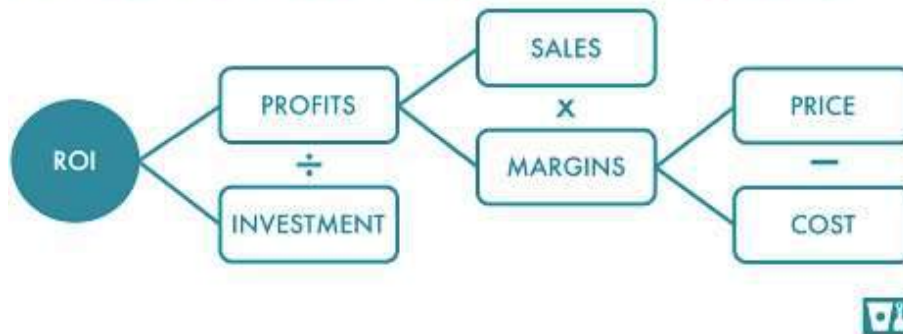 ROI
PROFITS
÷
INVESTMENT
SALES
x
MARGINS
PRICE
–
COST